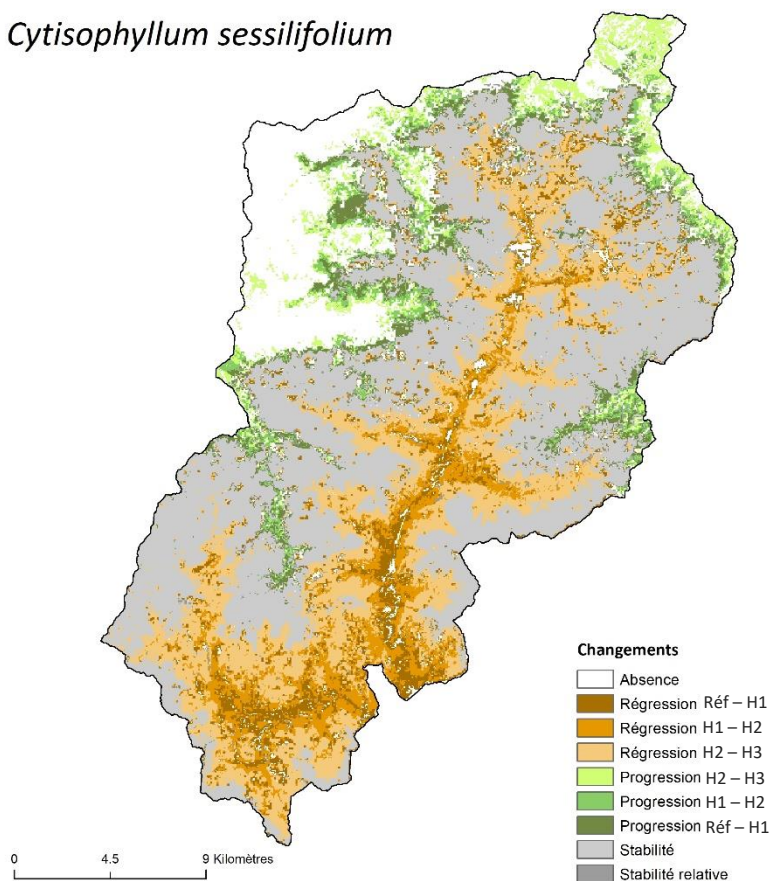 Cytisophyllum sessilifolium
Changements
Absence
Régression Réf – H1
Régression H1 – H2
Régression H2 – H3
Progression H2 – H3
Progression H1 – H2
Progression Réf – H1
Stabilité
Stabilité relative
0 4.5 9 Kilomètres